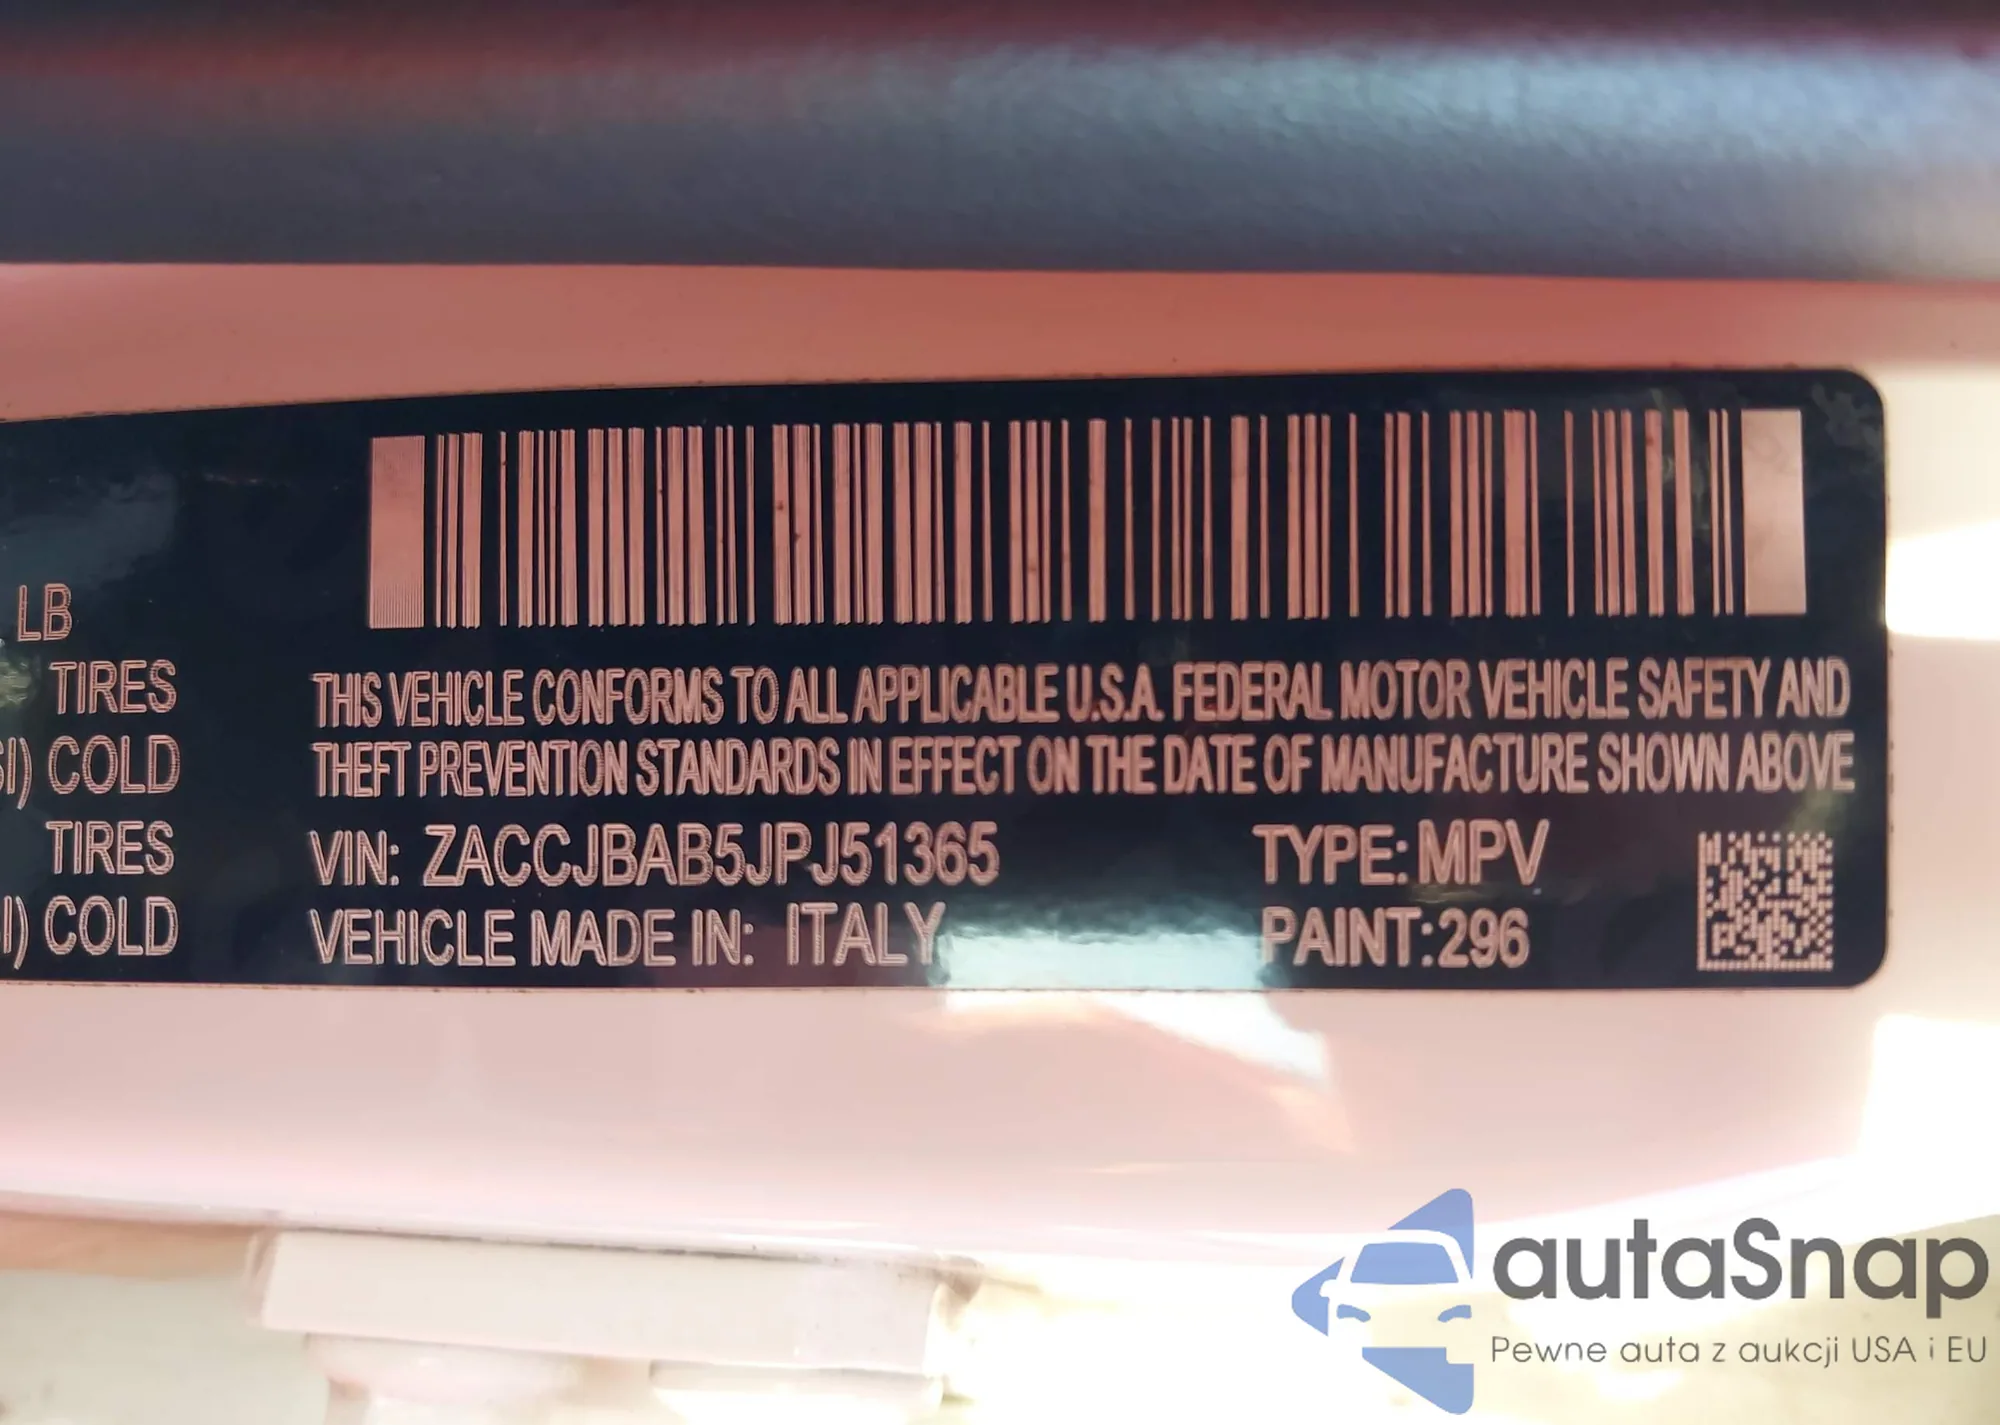 LB
TIRES
SI) COLD
TIRES
SI) COLD
THIS VEHICLE CONFORMS TO ALL APPLICABLE U.S.A. FEDERAL MOTOR VEHICLE SAFETY AND
THEFT PREVENTION STANDARDS IN EFFECT ON THE DATE OF MANUFACTURE SHOWN ABOVE
VIN: ZACCJBAB5JPJ51365 TYPE: MPV
VEHICLE MADE IN: ITALY PAINT: 296
autaSnap
Pewne auta z aukcji USA i EU